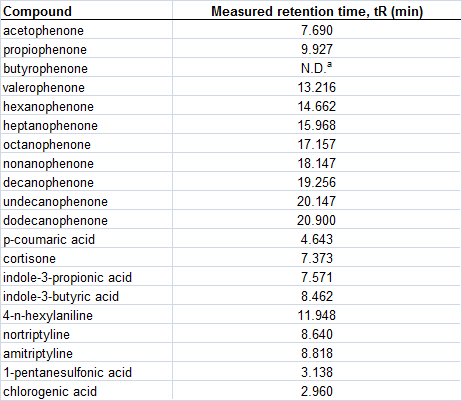 Compound Measured retention time, tR (min)
acetophenone 7.690
propiophenone 9.927
butyrophenone N.D.ª
valerophenone 13.216
hexanophenone 14.662
heptanophenone 15.968
octanophenone 17.157
nonanophenone 18.147
decanophenone 19.256
undecanophenone 20.147
dodecanophenone 20.900
p-coumaric acid 4.643
cortisone 7.373
indole-3-propionic acid 7.571
indole-3-butyric acid 8.462
4-n-hexylaniline 11.948
nortriptyline 8.640
amitriptyline 8.818
1-pentanesulfonic acid 3.138
chlorogenic acid 2.960